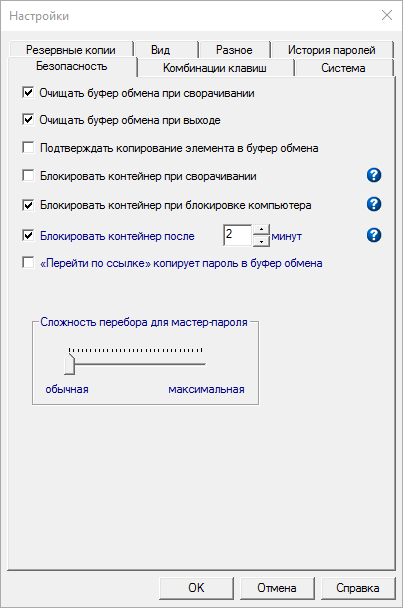 Настройки
Резервные копии Вид Разное История паролей
Безопасность Комбинации клавиш Система
Очищать буфер обмена при сворачивании
Очищать буфер обмена при выходе
Подтверждать копирование элемента в буфер обмена
Блокировать контейнер при сворачивании
Блокировать контейнер при блокировке компьютера
Блокировать контейнер после 2 минут
«Перейти по ссылке» копирует пароль в буфер обмена
Сложность перебора для мастер-пароля
обычная максимальная
OK Отмена Справка